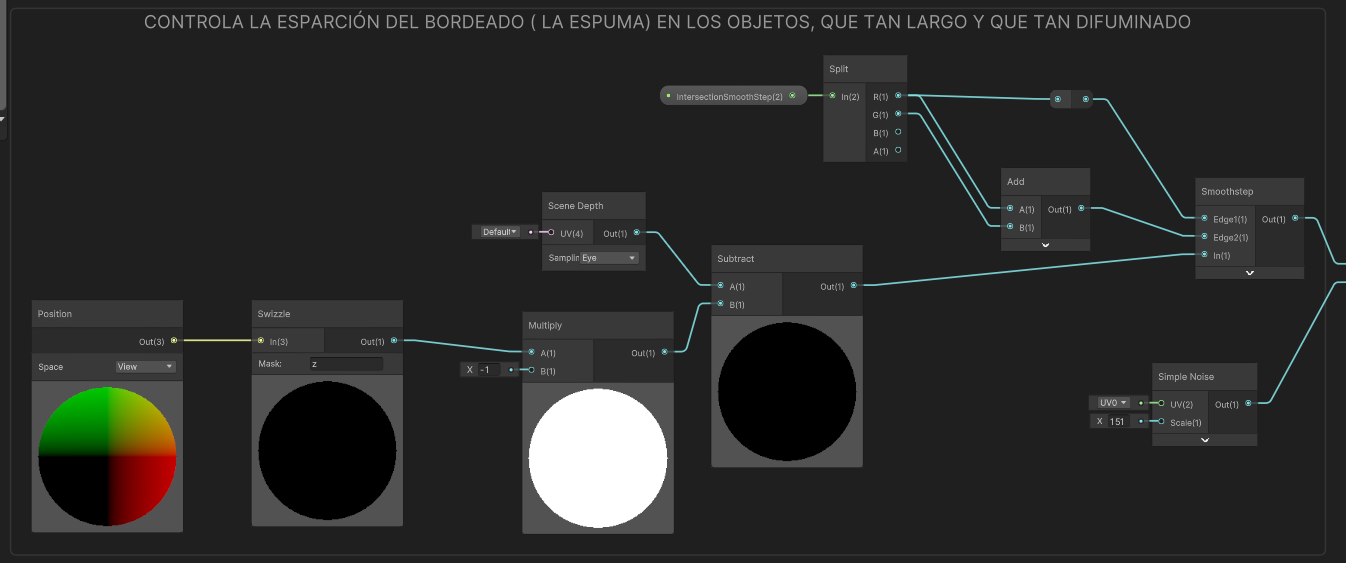 CONTROLA LA ESPARCIÓN DEL BORDEADO ( LA ESPUMA) EN LOS OBJETOS, QUE TAN LARGO Y QUE TAN DIFUMINADO
Split
IntersectionSmoothStep(2)
In(2)
R(1)
G(1)
B(1)
A(1)
Add
A(1)
Out(1)
B(1)
Smoothstep
Edge1(1)
Out(1)
Edge2(1)
In(1)
Scene Depth
Default
UV(4)
Out(1)
Samplin
Eye
Subtract
A(1)
Out(1)
B(1)
Position
Out(3)
Space
View
Swizzle
In(3)
Out(1)
Mask:
z
Multiply
A(1)
Out(1)
X -1
B(1)
Simple Noise
UV0
UV(2)
Out(1)
X 151
Scale(1)